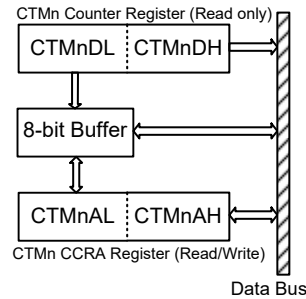 CTMn Counter Register (Read only)
CTMnDL CTMnDH
8-bit Buffer
CTMnAL CTMnAH
CTMn CCRA Register (Read/Write)
Data Bus